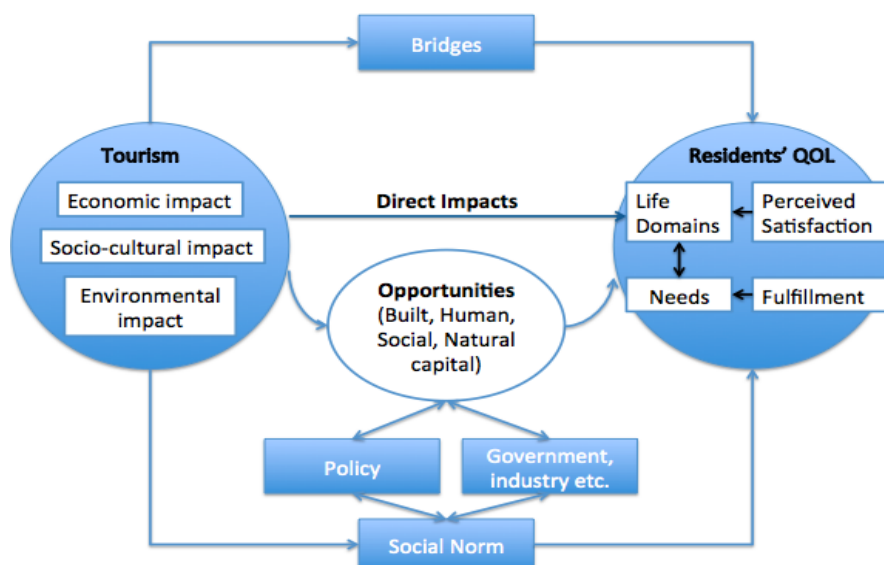 Bridges
Tourism
Economic impact
Socio-cultural impact
Environmental
impact
Direct Impacts
Residents' QOL
Life
Domains
Perceived
Satisfaction
Needs
Fulfillment
Opportunities
(Built, Human,
Social, Natural
capital)
Policy
Government,
industry etc.
Social Norm